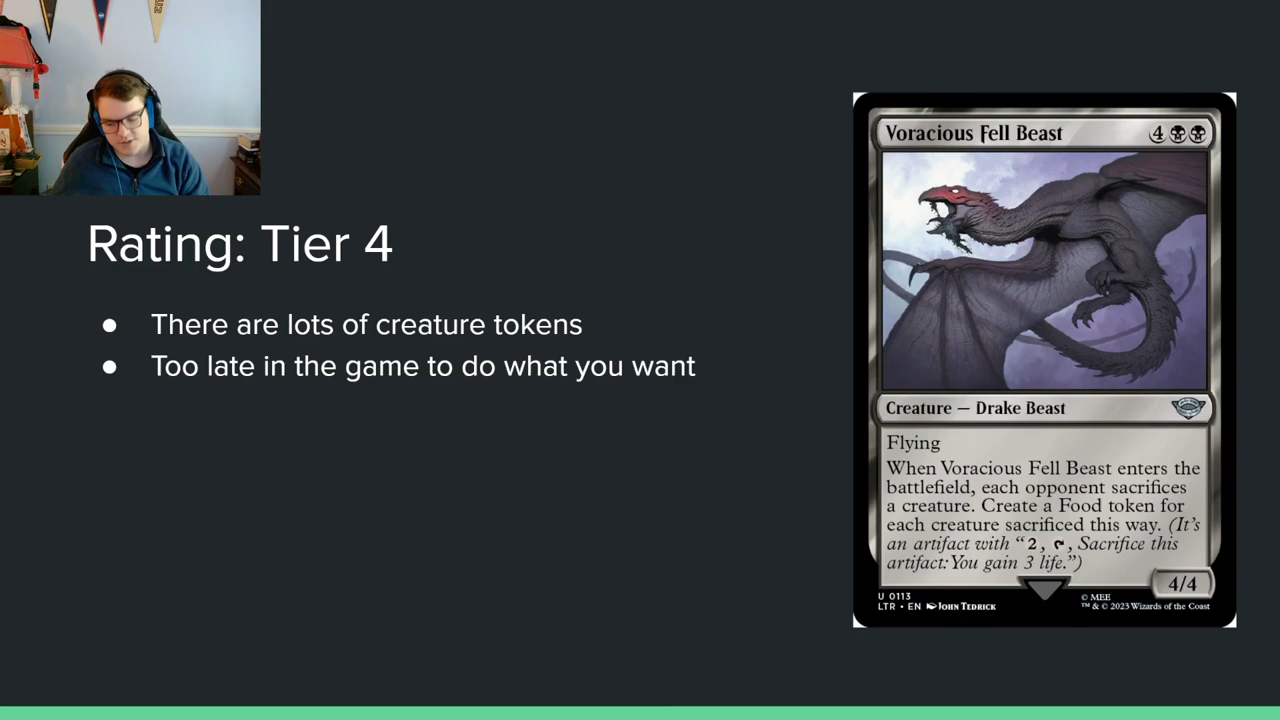 Rating: Tier 4
● There are lots of creature tokens
● Too late in the game to do what you want
Voracious Fell Beast 4
Creature — Drake Beast
Flying
When Voracious Fell Beast enters the
battlefield, each opponent sacrifices
a creature. Create a Food token for
each creature sacrificed this way. (It's
an artifact with “2, , Sacrifice this
artifact: You gain 3 life.”)
4/4
U 0113
LTR • EN JOHN TEDRICK
© MEE
™ & © 2023 Wizards of the Coast